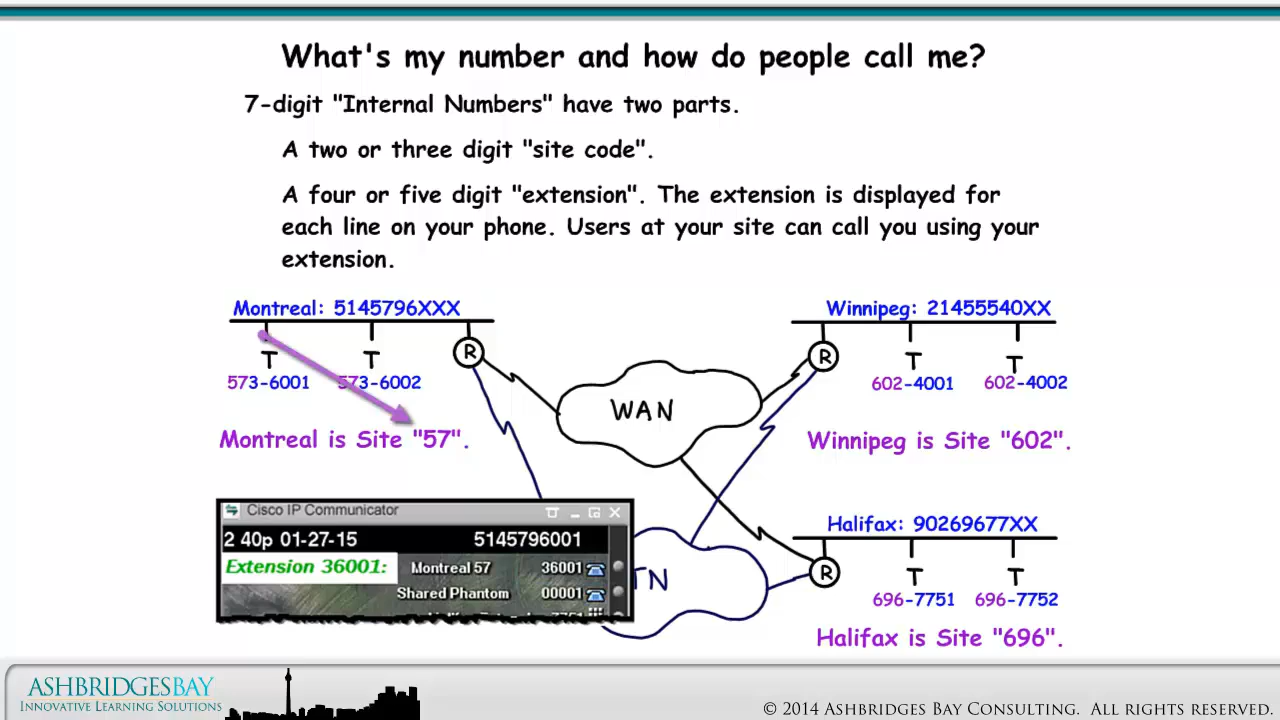 What's my number and how do people call me?
7-digit "Internal Numbers" have two parts.
A two or three digit "site code".
A four or five digit "extension". The extension is displayed for
each line on your phone. Users at your site can call you using your
extension.
Montreal: 5145796XXX
Winnipeg: 21455540XX
R
R
T
T
T
T
573-6001
573-6002
602-4001
602-4002
WAN
Montreal is Site "57".
Winnipeg is Site "602".
Cisco IP Communicator
Halifax: 90269677XX
2 40p 01-27-15
5145796001
Extension 36001:
Montreal 57
36001
TN
R
T
T
Shared Phantom
00001
696-7751
696-7752
Halifax is Site "696".
ASHBRIDGESBAY
INNOVATIVE LEARNING SOLUTIONS
© 2014 ASHBRIDGES BAY CONSULTING. ALL RIGHTS RESERVED.